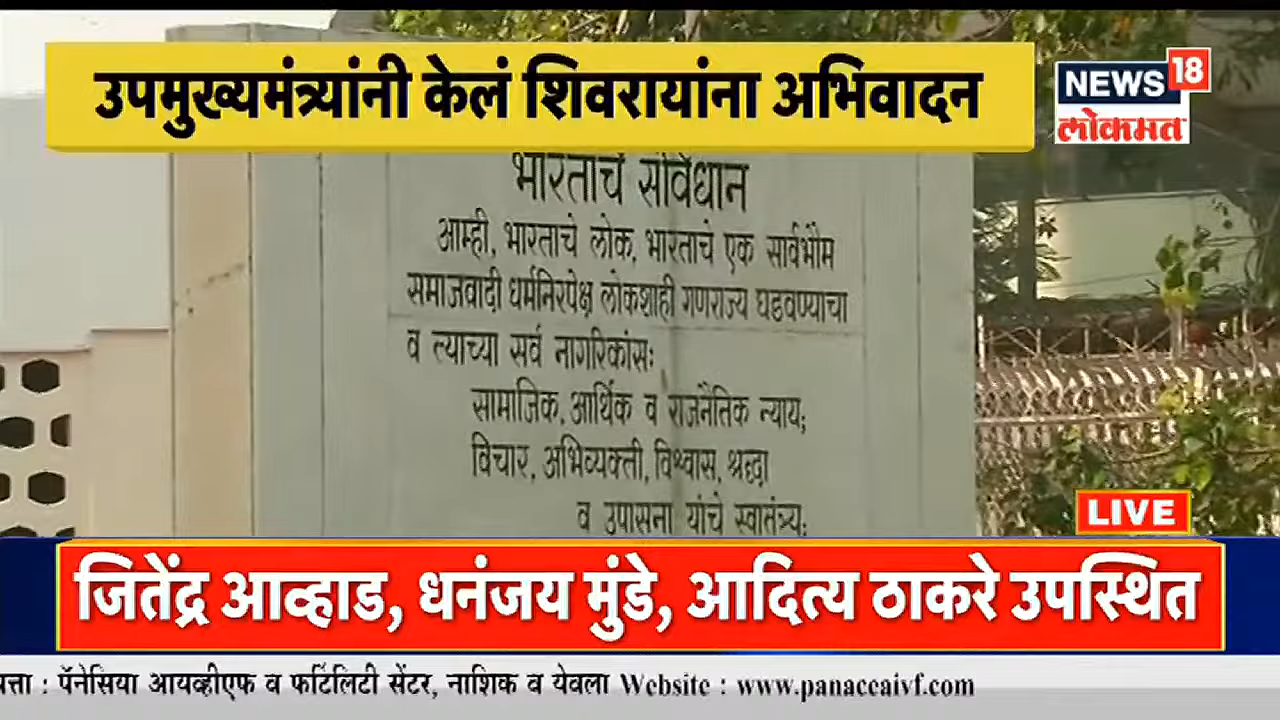 उपमुख्यमंत्र्यांनी केलं शिवरायांना अभिवादन
NEWS 18
लोकमत
भारताचे संविधान
आम्ही, भारताचे लोक, भारताचे एक सार्वभौम
समाजवादी धर्मनिरपेक्ष लोकशाही गणराज्य घडवण्याचा
व त्याच्या सर्व नागरिकांस:
सामाजिक, आर्थिक व राजनैतिक न्याय;
विचार, अभिव्यक्ती, विश्वास, श्रद्धा
व उपासना यांचे स्वातंत्र्य;
LIVE
जितेंद्र आव्हाड, धनंजय मुंडे, आदित्य ठाकरे उपस्थित
: पॅनेसिया आयव्हीएफ व फर्टिलिटी सेंटर, नाशिक व येवला Website : www.panaceaivf.com